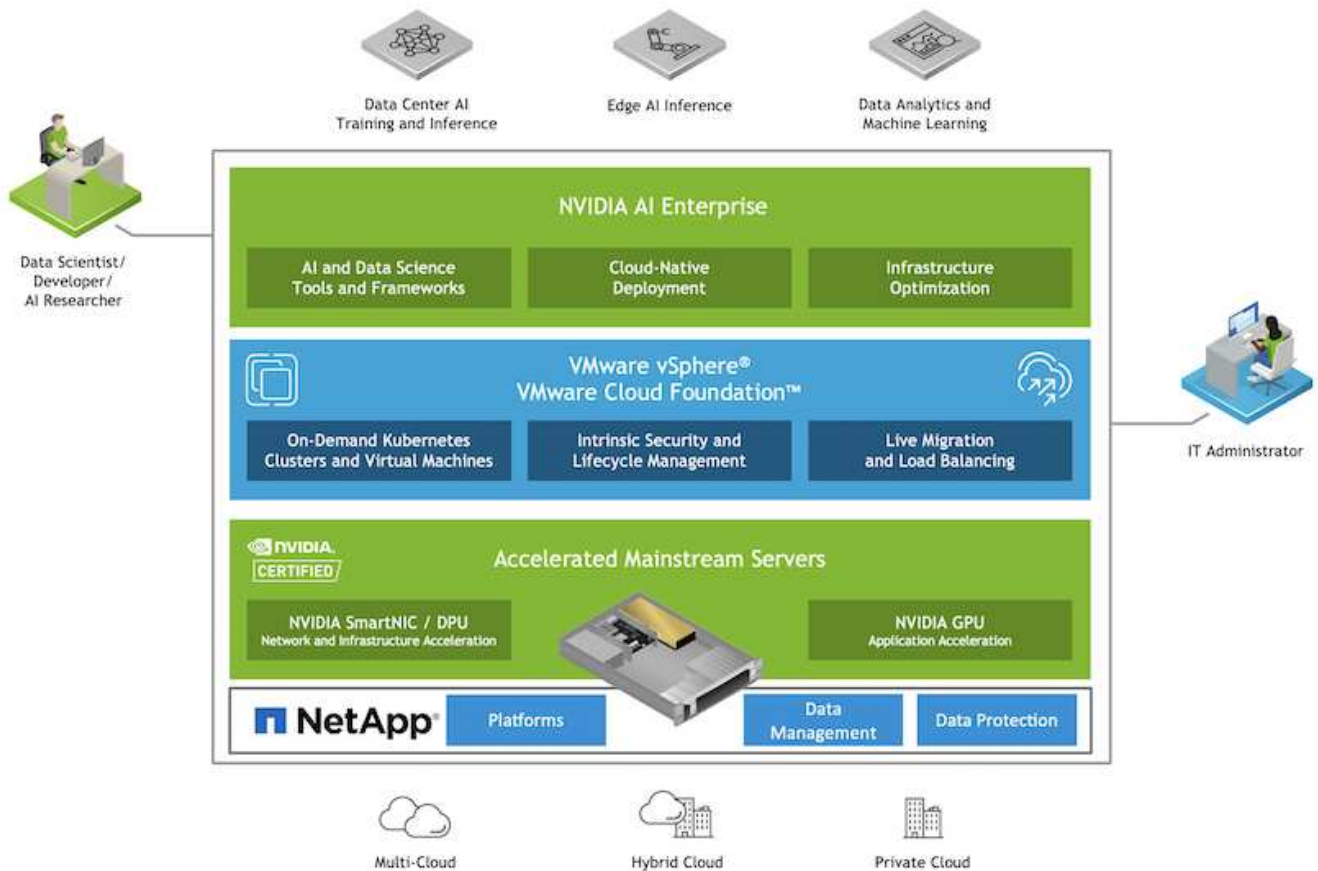 Data Center AI
Training and Inference
Edge AI Inference
Data Analytics and
Machine Learning
Data Scientist/
Developer/
AI Researcher
NVIDIA AI Enterprise
AI and Data Science
Tools and Frameworks
Cloud-Native
Deployment
Infrastructure
Optimization
VMware vSphere®
VMware Cloud Foundation™
On-Demand Kubernetes
Clusters and Virtual Machines
Intrinsic Security and
Lifecycle Management
Live Migration
and Load Balancing
IT Administrator
NVIDIA.
CERTIFIED
Accelerated Mainstream Servers
NVIDIA SmartNIC / DPU
Network and Infrastructure Acceleration
NVIDIA GPU
Application Acceleration
NetApp®
Platforms
Data
Management
Data Protection
Multi-Cloud
Hybrid Cloud
Private Cloud